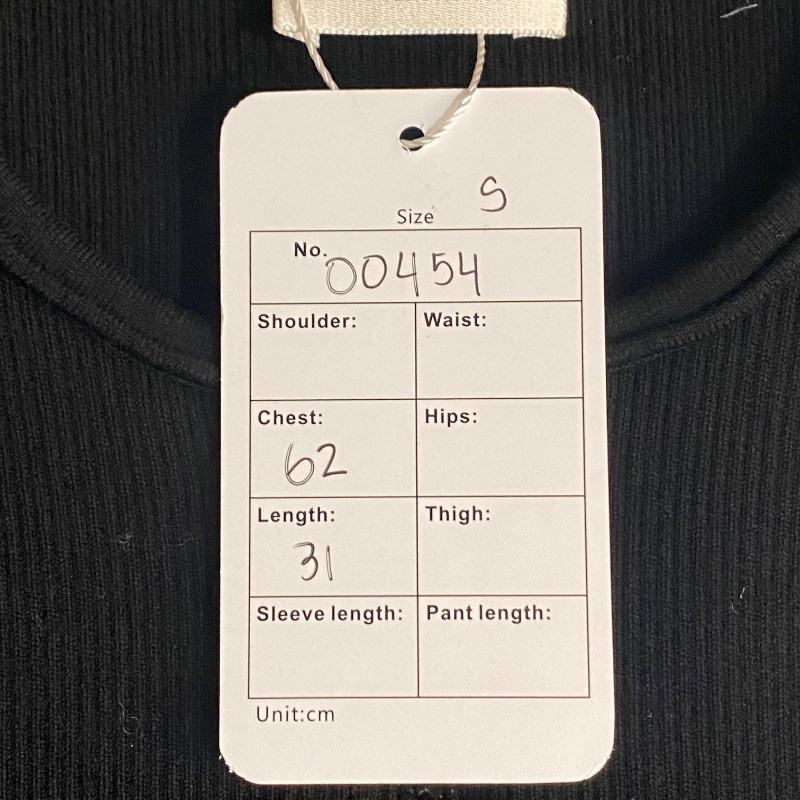 Size S
No. 00454
Shoulder: Waist:
Chest: Hips:
62
Length: Thigh:
31
Sleeve length: Pant length:
Unit:cm